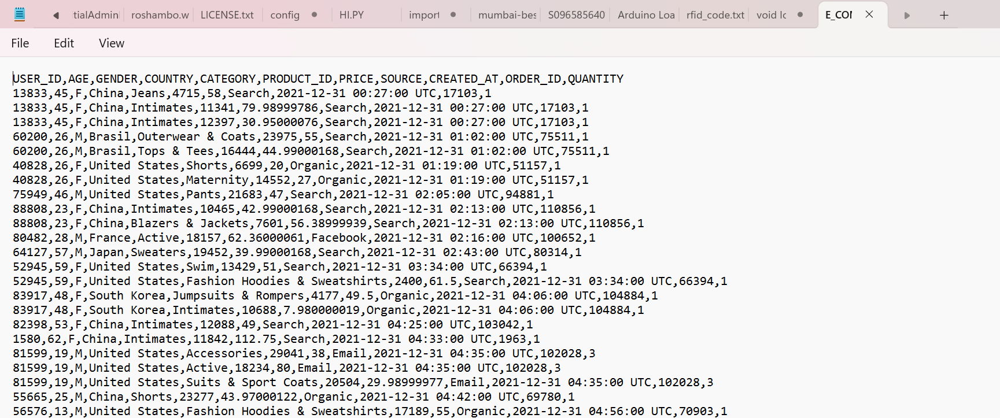 tialAdmin roshambo.w LICENSE.txt config HI.PY import mumbai-bes S096585640 Arduino Loa rfid_code.txt void lc E_COM
File Edit View
USER_ID,AGE,GENDER,COUNTRY,CATEGORY,PRODUCT_ID,PRICE,SOURCE,CREATED_AT,ORDER_ID,QUANTITY
13833,45,F,China,Jeans,4715,58,Search,2021-12-31 00:27:00 UTC,17103,1
13833,45,F,China,Intimates,11341,79.98999786,Search,2021-12-31 00:27:00 UTC,17103,1
13833,45,F,China,Intimates,12397,30.95000076,Search,2021-12-31 00:27:00 UTC,17103,1
60200,26,M,Brasil,Outerwear & Coats,23975,55,Search,2021-12-31 01:02:00 UTC,75511,1
60200,26,M,Brasil,Tops & Tees,16444,44.99000168,Search,2021-12-31 01:02:00 UTC,75511,1
40828,26,F,United States,Shorts,6699,20,Organic,2021-12-31 01:19:00 UTC,51157,1
40828,26,F,United States,Maternity,14552,27,Organic,2021-12-31 01:19:00 UTC,51157,1
75949,46,M,United States,Pants,21683,47,Search,2021-12-31 02:05:00 UTC,94881,1
88808,23,F,China,Intimates,10465,42.99000168,Search,2021-12-31 02:13:00 UTC,110856,1
88808,23,F,China,Blazers & Jackets,7601,56.38999939,Search,2021-12-31 02:13:00 UTC,110856,1
80482,28,M,France,Active,18157,62.36000061,Facebook,2021-12-31 02:16:00 UTC,100652,1
64127,57,M,Japan,Sweaters,19452,39.99000168,Search,2021-12-31 02:43:00 UTC,80314,1
52945,59,F,United States,Swim,13429,51,Search,2021-12-31 03:34:00 UTC,66394,1
52945,59,F,United States,Fashion Hoodies & Sweatshirts,2400,61.5,Search,2021-12-31 03:34:00 UTC,66394,1
83917,48,F,South Korea,Jumpsuits & Rompers,4177,49.5,Organic,2021-12-31 04:06:00 UTC,104884,1
83917,48,F,South Korea,Intimates,10688,7.980000019,Organic,2021-12-31 04:06:00 UTC,104884,1
82398,53,F,China,Intimates,12088,49,Search,2021-12-31 04:25:00 UTC,103042,1
1580,62,F,China,Intimates,11842,112.75,Search,2021-12-31 04:33:00 UTC,1963,1
81599,19,M,United States,Accessories,29041,38,Email,2021-12-31 04:35:00 UTC,102028,3
81599,19,M,United States,Active,18234,80,Email,2021-12-31 04:35:00 UTC,102028,3
81599,19,M,United States,Suits & Sport Coats,20504,29.98999977,Email,2021-12-31 04:35:00 UTC,102028,3
55665,25,M,China,Shorts,23277,43.97000122,Organic,2021-12-31 04:42:00 UTC,69780,1
56576,13,M,United States,Fashion Hoodies & Sweatshirts,17189,55,Organic,2021-12-31 04:56:00 UTC,70903,1